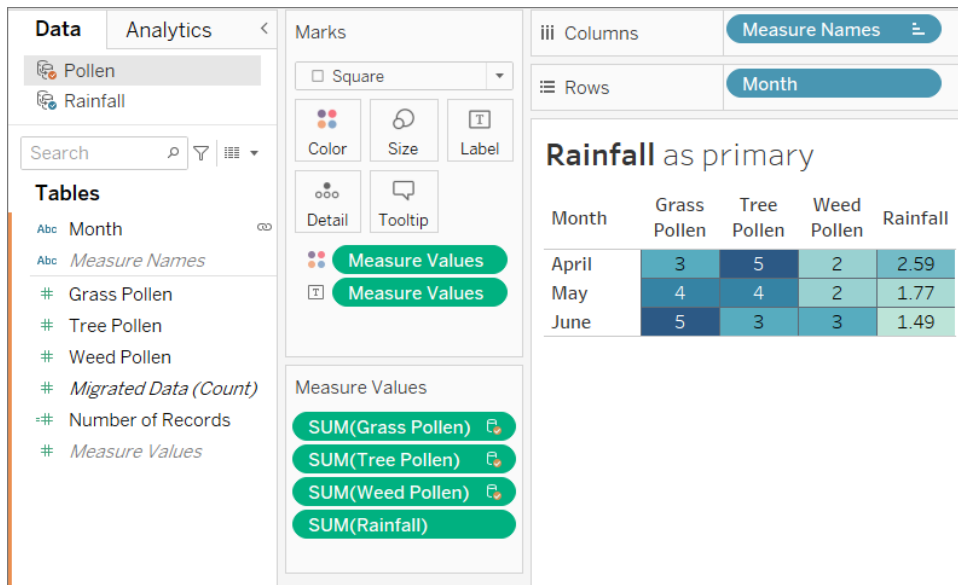 Data Analytics <
Pollen
Rainfall
Search
Tables
Abc Month
Abc Measure Names
# Grass Pollen
# Tree Pollen
# Weed Pollen
# Migrated Data (Count)
=# Number of Records
# Measure Values
Marks
Square
Color Size Label
Detail Tooltip
Measure Values
T Measure Values
Measure Values
SUM(Grass Pollen)
SUM(Tree Pollen)
SUM(Weed Pollen)
SUM(Rainfall)
iii Columns Measure Names
Rows Month
Rainfall as primary
Month Grass Pollen Tree Pollen Weed Pollen Rainfall
April 3 5 2 2.59
May 4 4 2 1.77
June 5 3 3 1.49